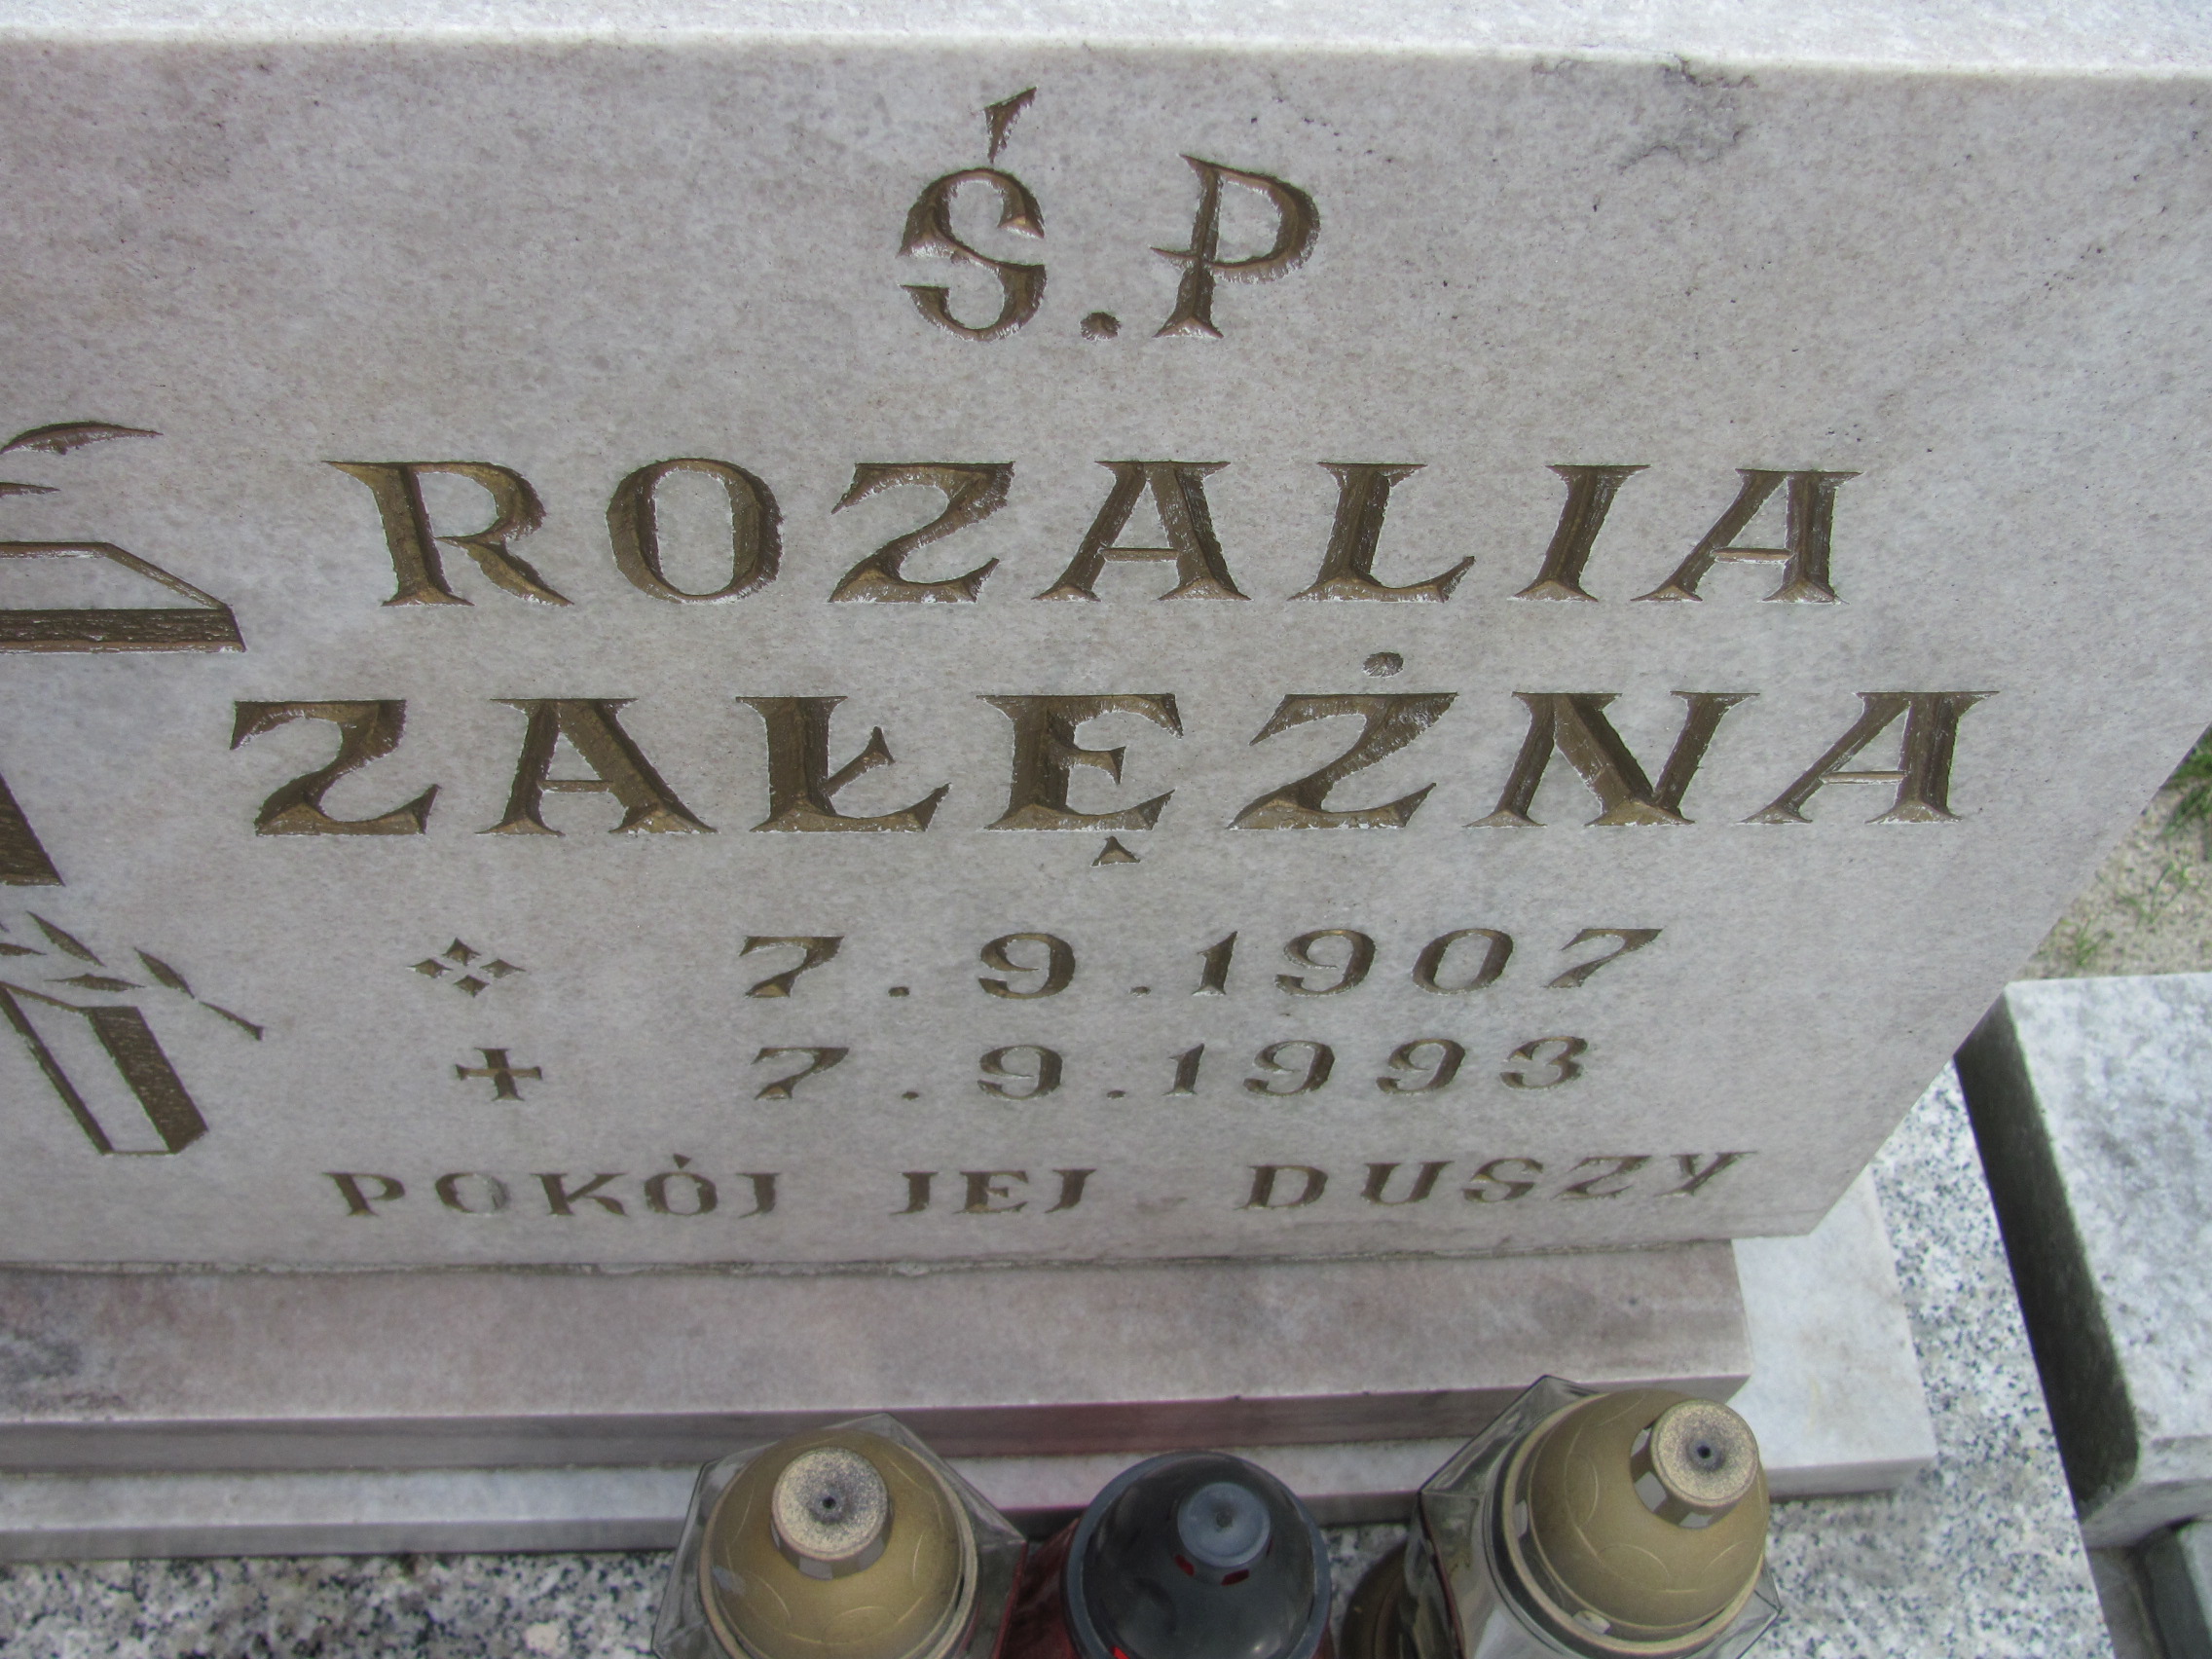 Ś.P
ROZALIA
ZAŁĘŻNA
7.9.1907
+ 7.9.1993
POKÓJ JEJ DUSZY